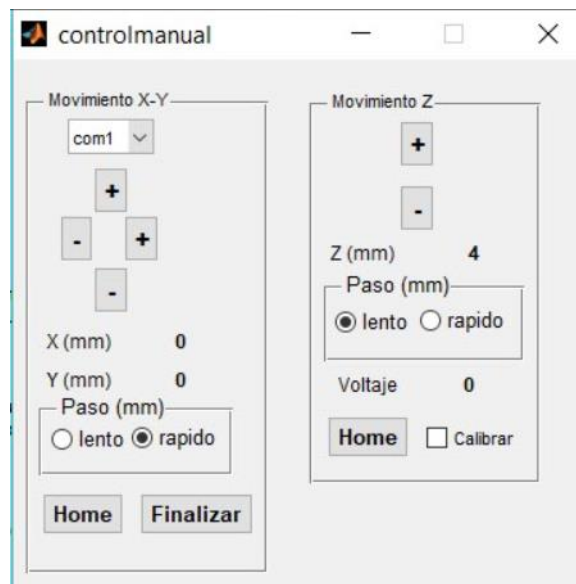 controlmanual
Movimiento X-Y
com1
+
- +
-
X (mm) 0
Y (mm) 0
Paso (mm)
lento rapido
Home Finalizar
Movimiento Z
+
-
Z (mm) 4
Paso (mm)
lento rapido
Voltaje 0
Home Calibrar